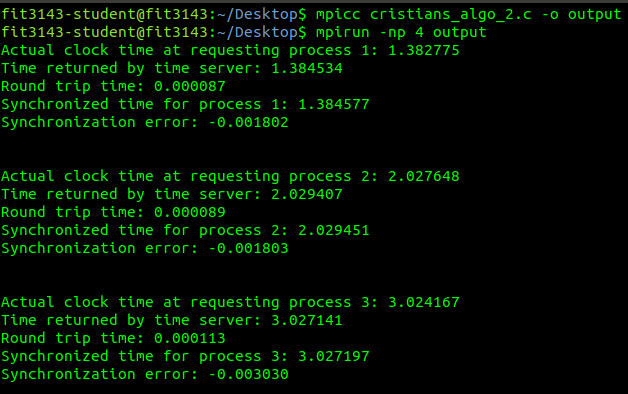 fit3143-student@fit3143:~/Desktop$ mpicc cristians_algo_2.c -o output
fit3143-student@fit3143:~/Desktop$ mpirun -np 4 output
Actual clock time at requesting process 1: 1.382775
Time returned by time server: 1.384534
Round trip time: 0.000087
Synchronized time for process 1: 1.384577
Synchronization error: -0.001802
Actual clock time at requesting process 2: 2.027648
Time returned by time server: 2.029407
Round trip time: 0.000089
Synchronized time for process 2: 2.029451
Synchronization error: -0.001803
Actual clock time at requesting process 3: 3.024167
Time returned by time server: 3.027141
Round trip time: 0.000113
Synchronized time for process 3: 3.027197
Synchronization error: -0.003030